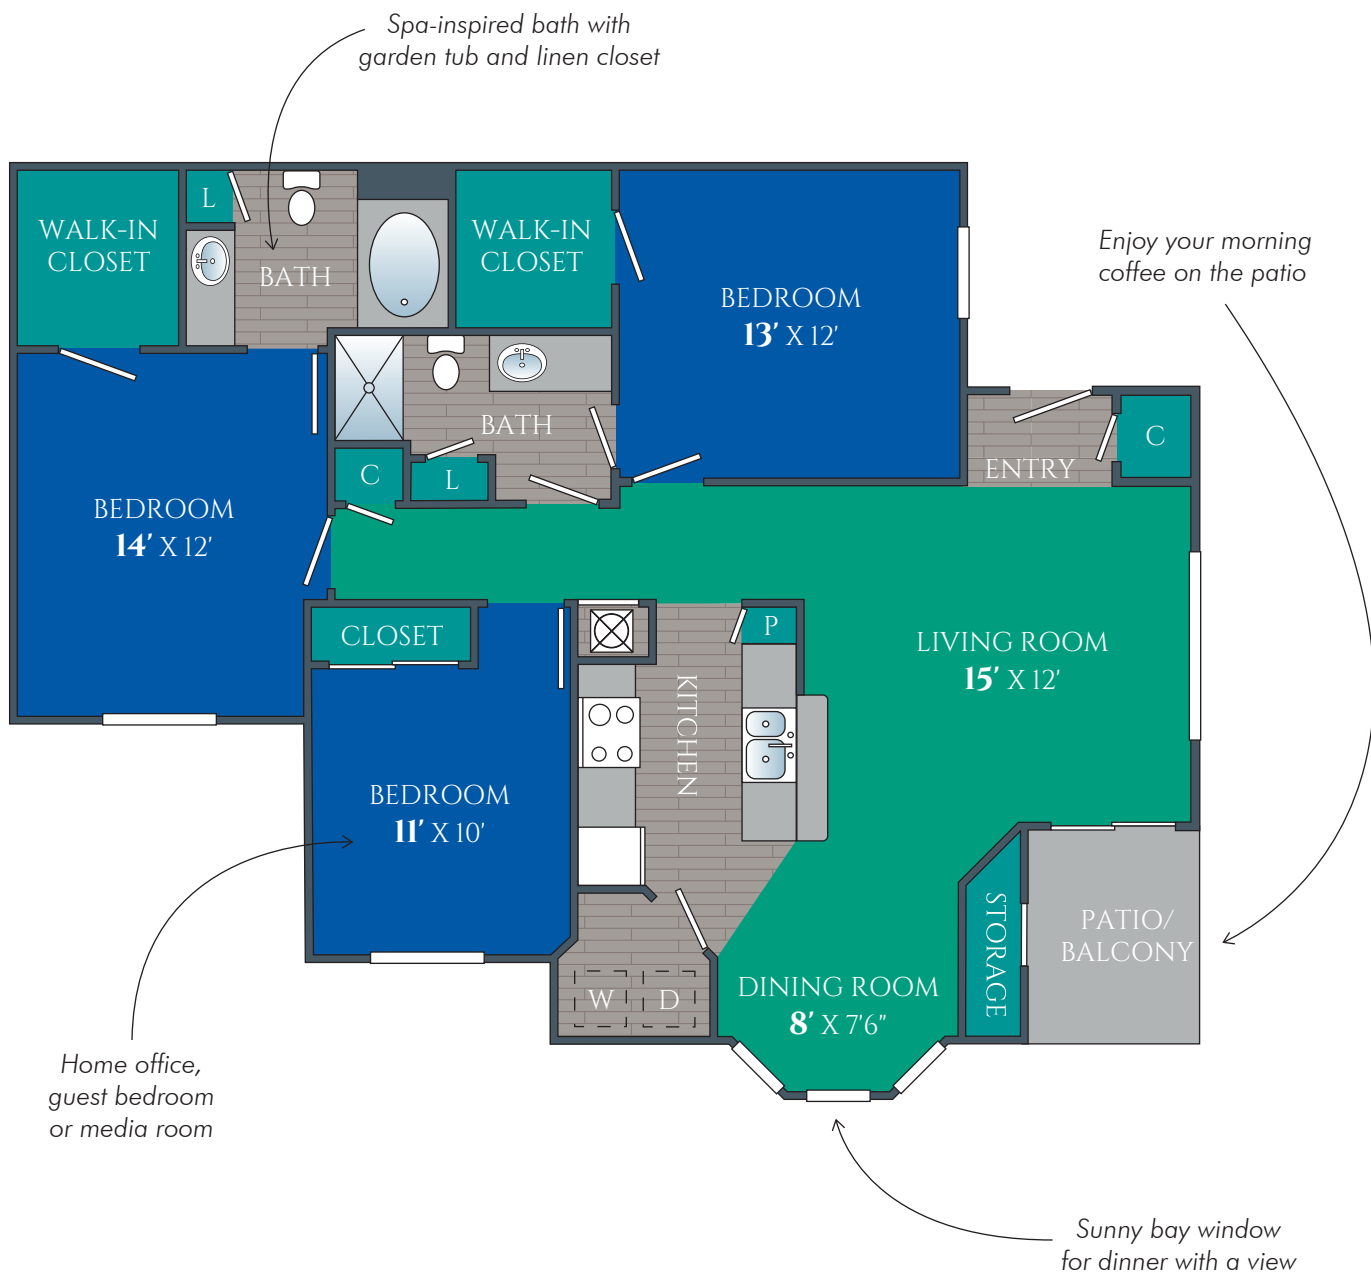 Spa-inspired bath with
garden tub and linen closet
WALK-IN
CLOSET
L
BATH
WALK-IN
CLOSET
BEDROOM
13' X 12'
Enjoy your morning
coffee on the patio
BATH
C
L
ENTRY
C
BEDROOM
14' X 12'
CLOSET
P
KITCHEN
LIVING ROOM
15' X 12'
BEDROOM
11' X 10'
STORAGE
PATIO/
BALCONY
W
D
DINING ROOM
8' X 7'6"
Home office,
guest bedroom
or media room
Sunny bay window
for dinner with a view